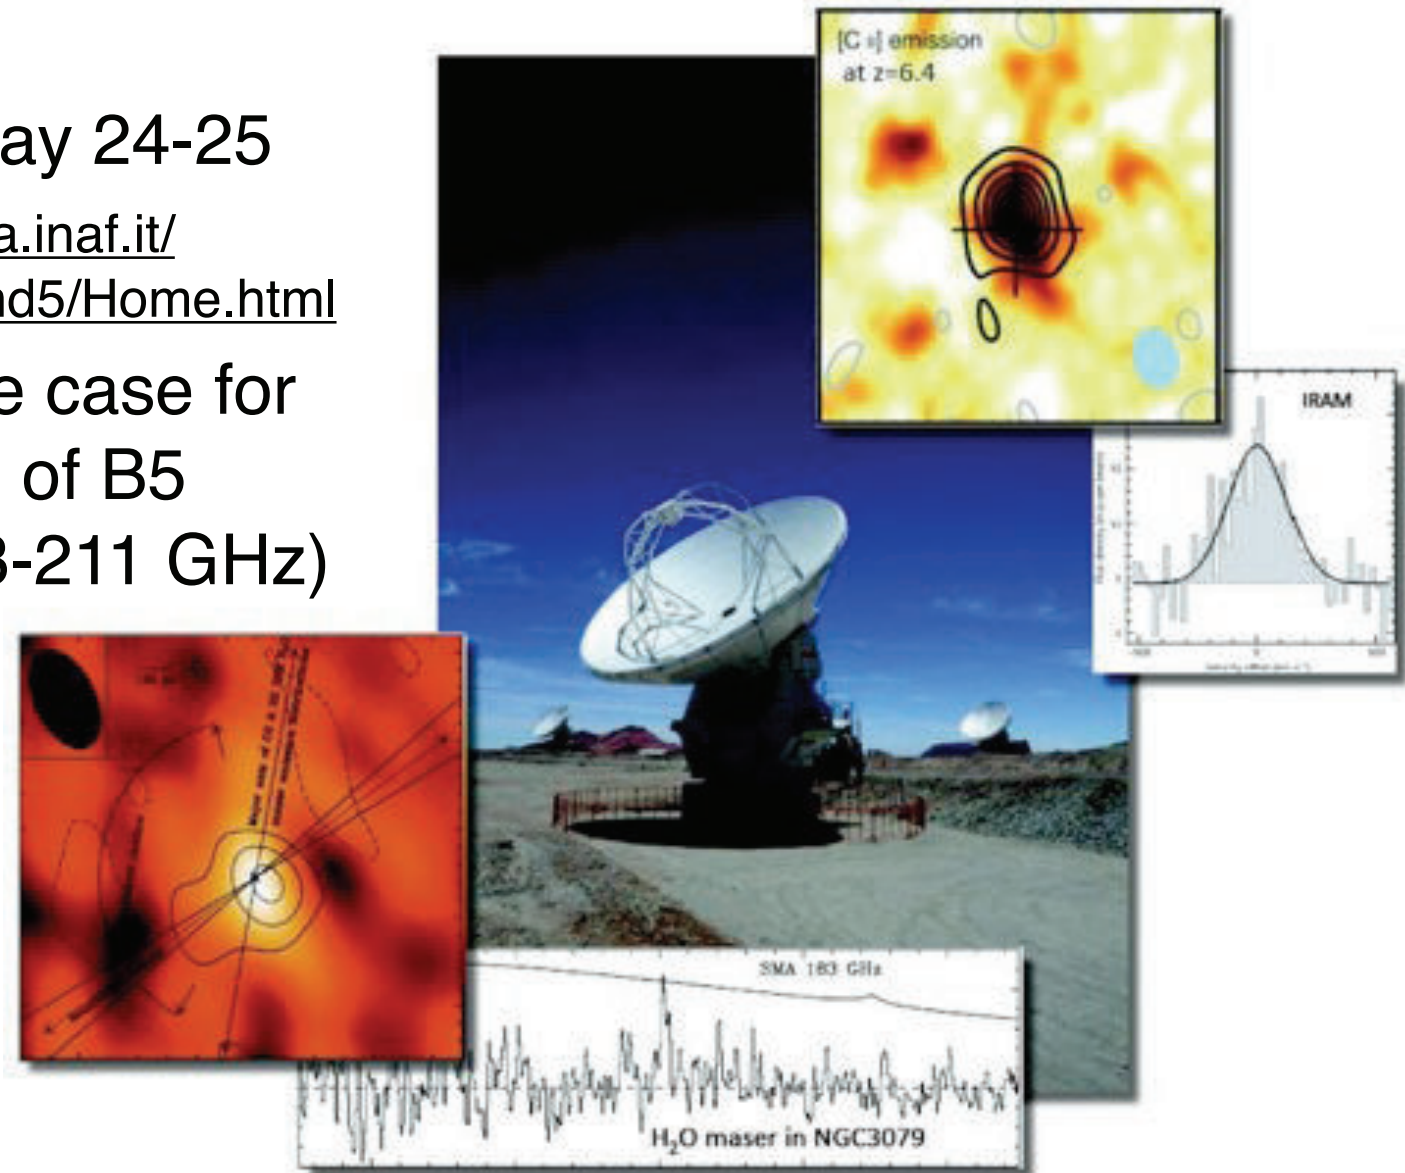 ay 24-25
a.inaf.it/
nd5/Home.html
e case for
of B5
3-211 GHz)
[C II] emission
at z=6.4
IRAM
SMA 183 GHz
H₂O maser in NGC3079